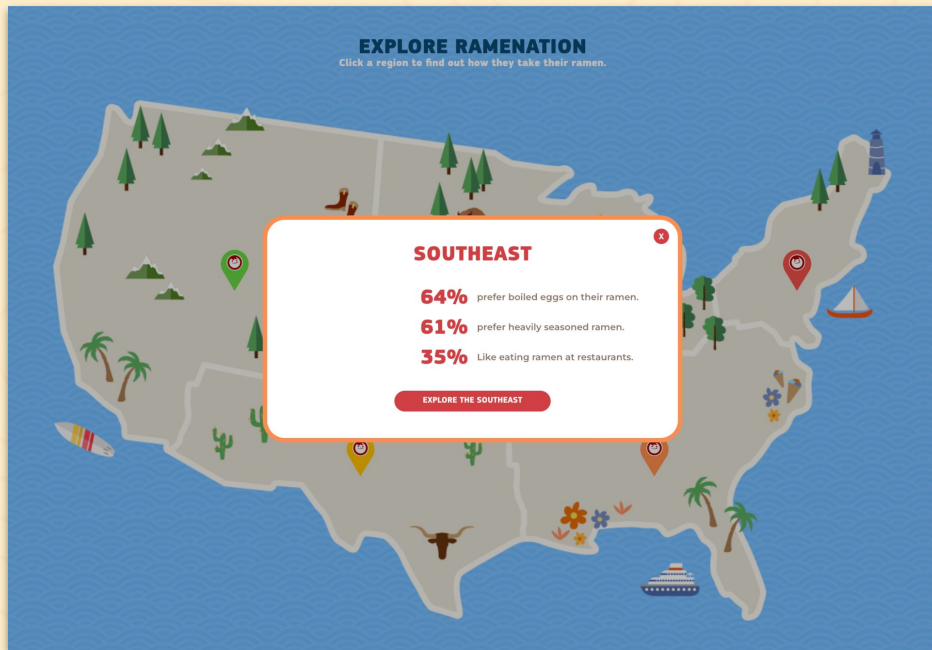 EXPLORE RAMENATION
Click a region to find out how they take their ramen.
X
SOUTHEAST
64% prefer boiled eggs on their ramen.
61% prefer heavily seasoned ramen.
35% Like eating ramen at restaurants.
EXPLORE THE SOUTHEAST